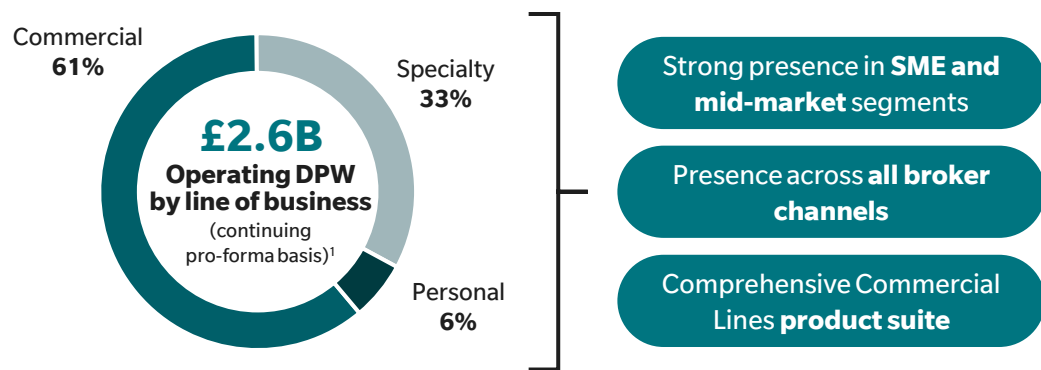 Commercial
61%
Specialty
33%
£2.6B
Operating DPW
by line of business
(continuing
pro-forma basis)¹
Personal
6%
Strong presence in SME and
mid-market segments
Presence across all broker
channels
Comprehensive Commercial
Lines product suite